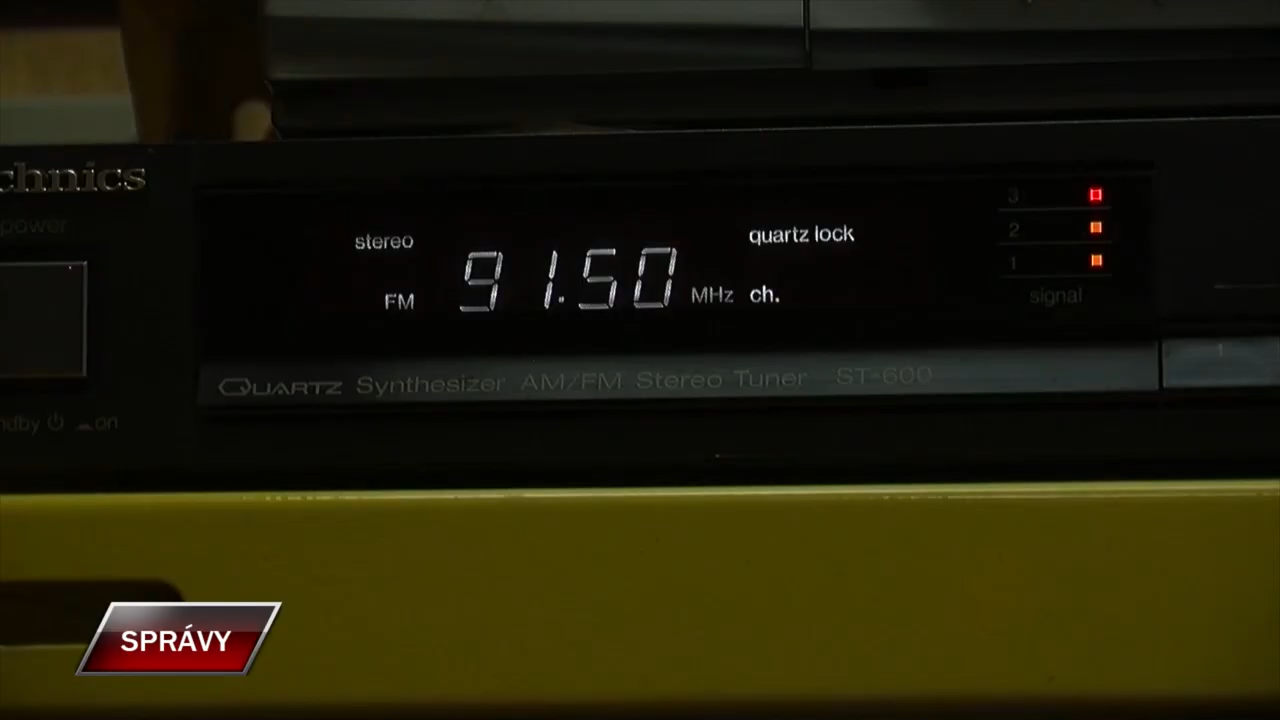 chnics
power
stereo
FM
91.50
MHz
ch.
quartz lock
3
2
1
signal
QUARTZ Synthesizer AM/FM Stereo Tuner ST-600
ndby on
1
SPRÁVY